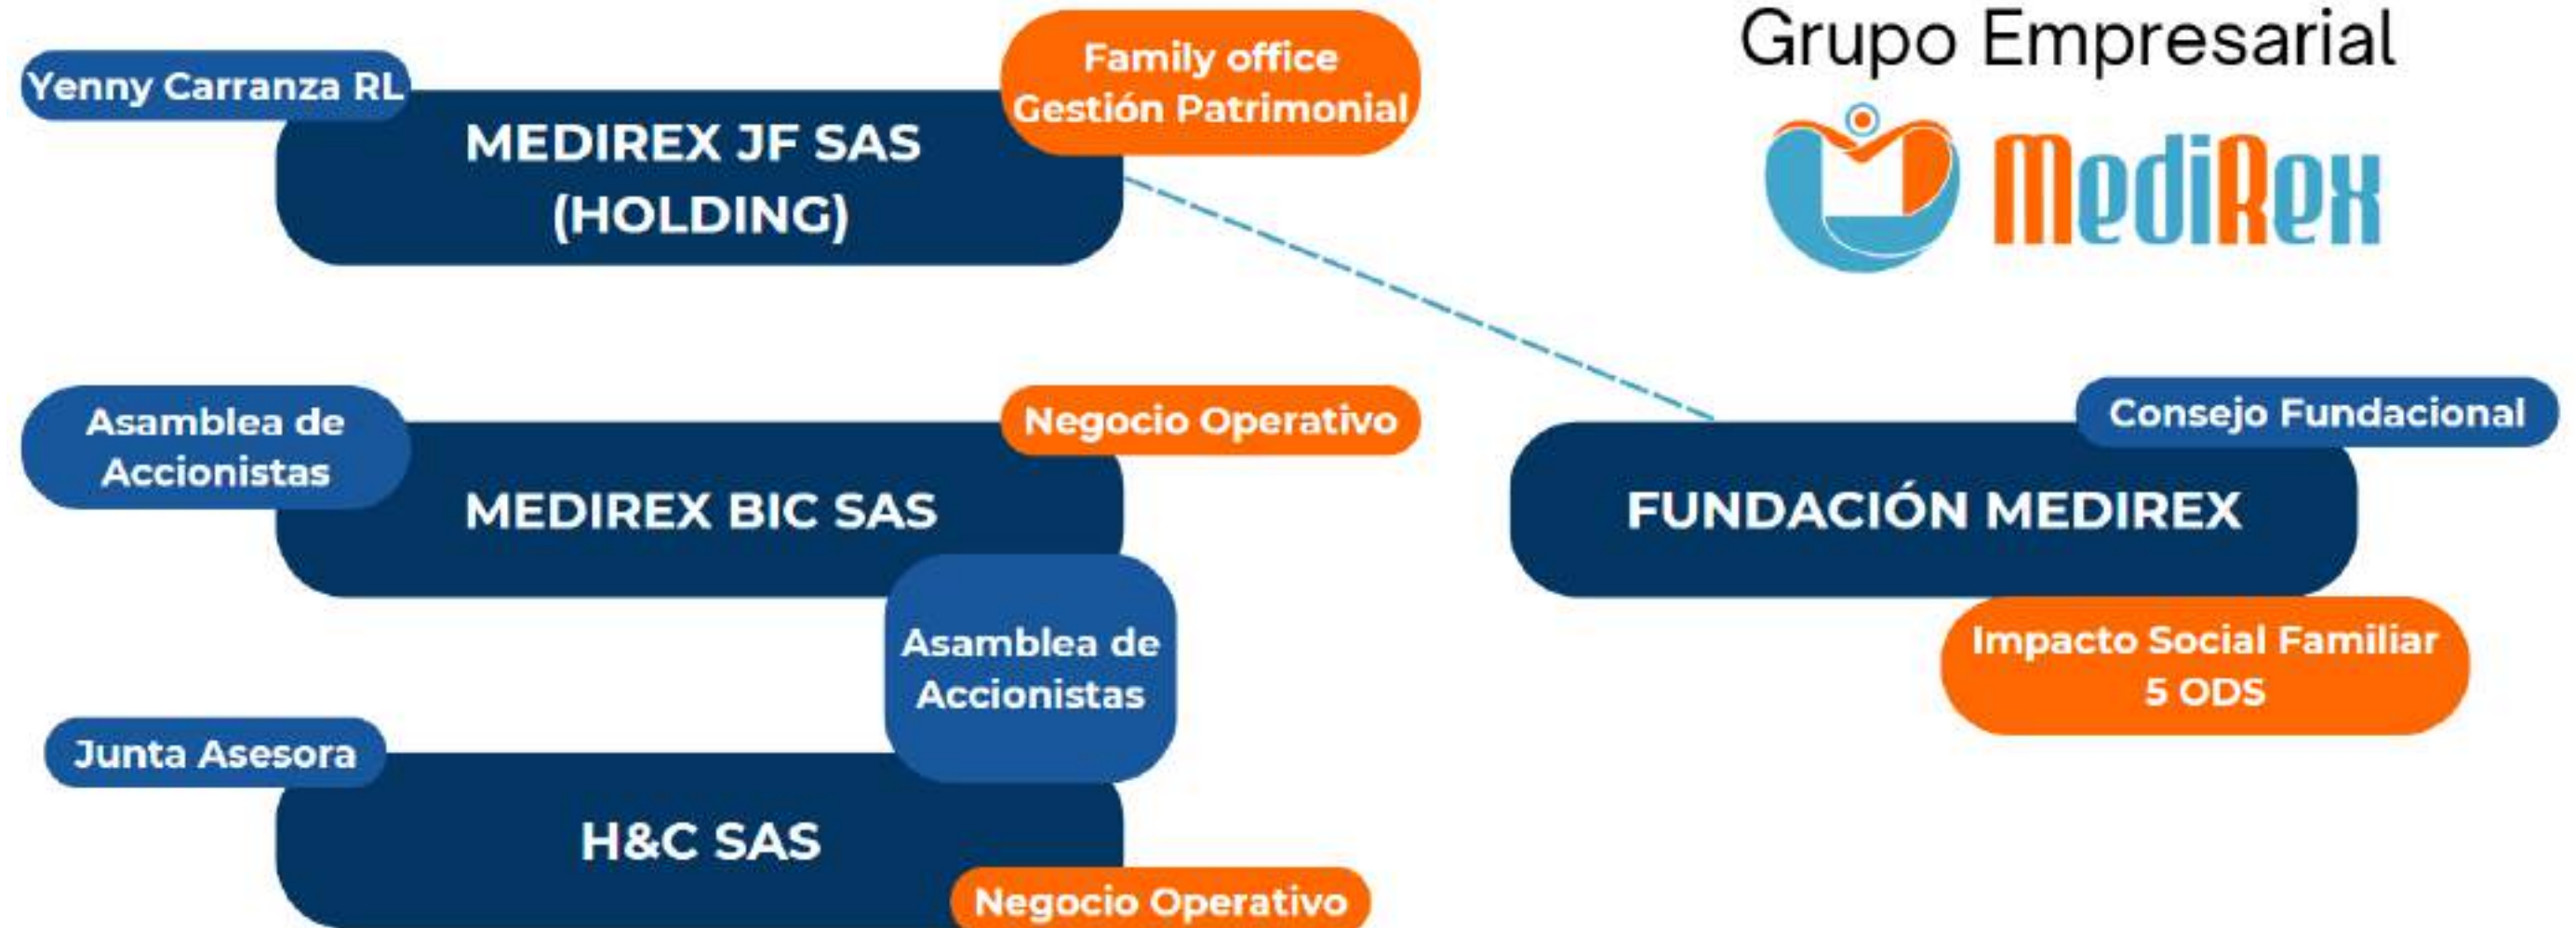 Grupo Empresarial
MediRex
Yenny Carranza RL
Family office
Gestión Patrimonial
MEDIREX JF SAS
(HOLDING)
Asamblea de
Accionistas
Negocio Operativo
MEDIREX BIC SAS
Consejo Fundacional
FUNDACIÓN MEDIREX
Impacto Social Familiar
5 ODS
Asamblea de
Accionistas
Junta Asesora
H&C SAS
Negocio Operativo